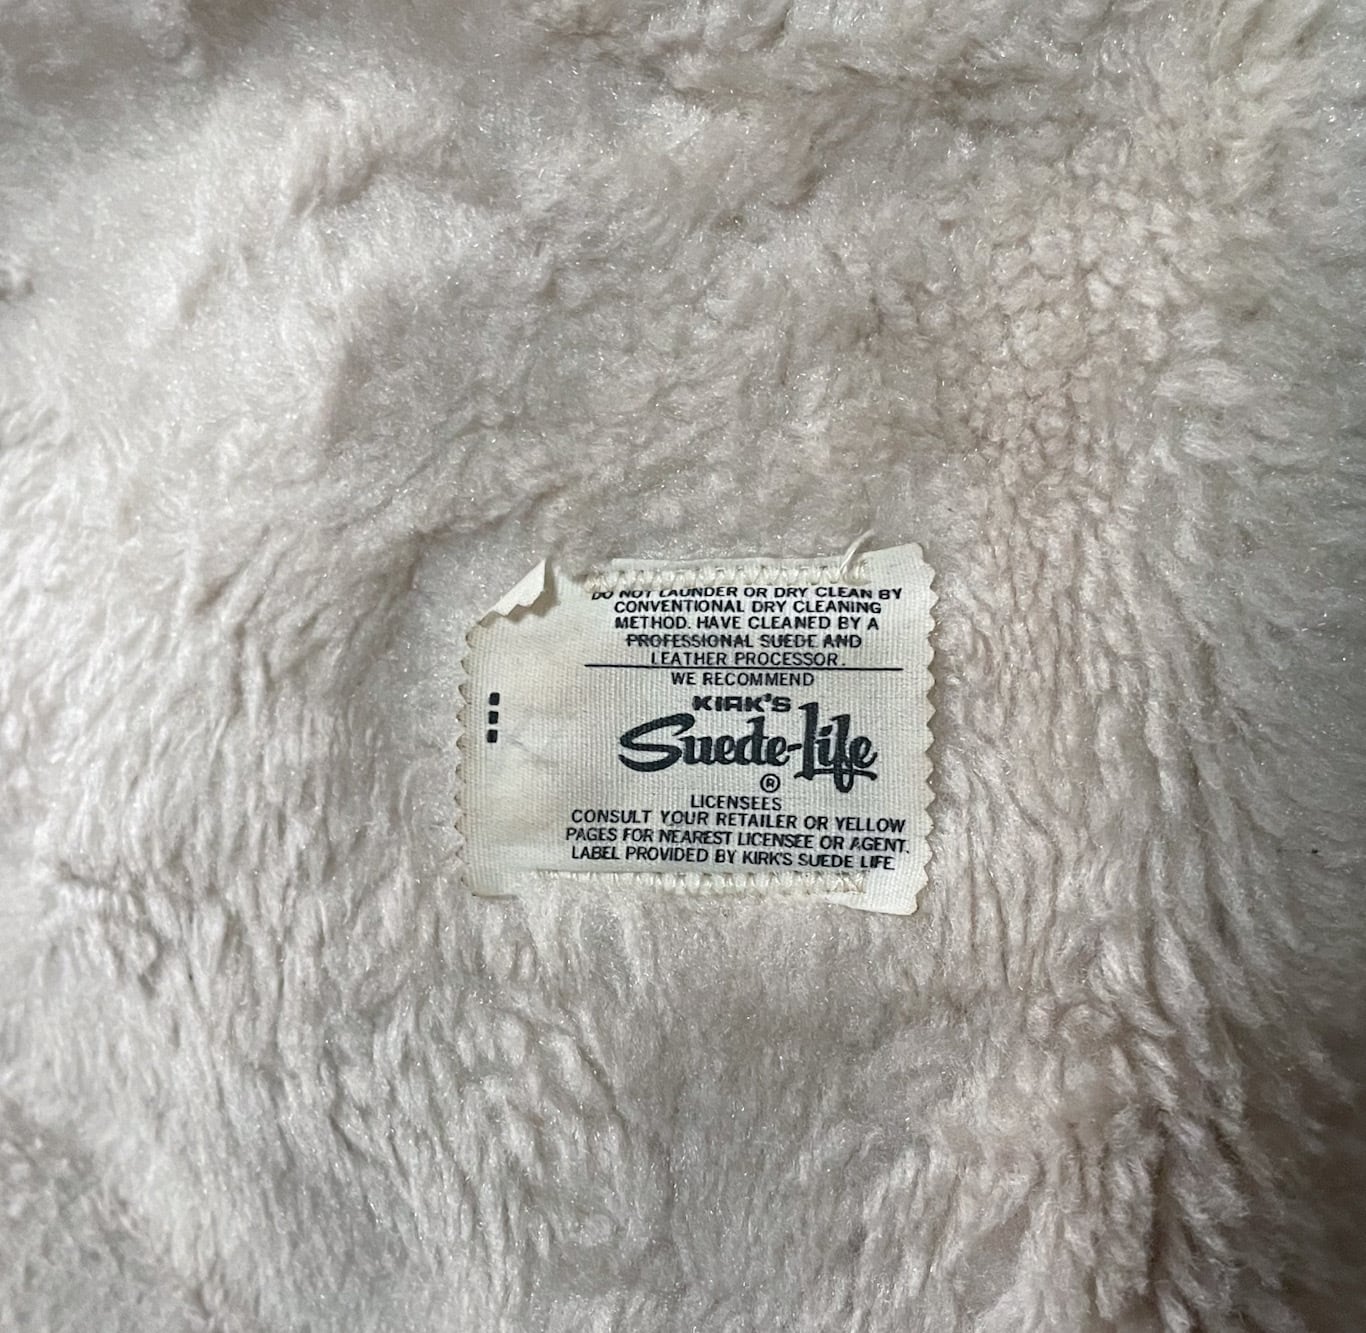 DO NOT LAUNDER OR DRY CLEAN BY
CONVENTIONAL DRY CLEANING
METHOD. HAVE CLEANED BY A
PROFESSIONAL SUEDE AND
LEATHER PROCESSOR.
WE RECOMMEND
KIRK'S
Suede-Life
®
LICENSEES
CONSULT YOUR RETAILER OR YELLOW
PAGES FOR NEAREST LICENSEE OR AGENT.
LABEL PROVIDED BY KIRK'S SUEDE LIFE